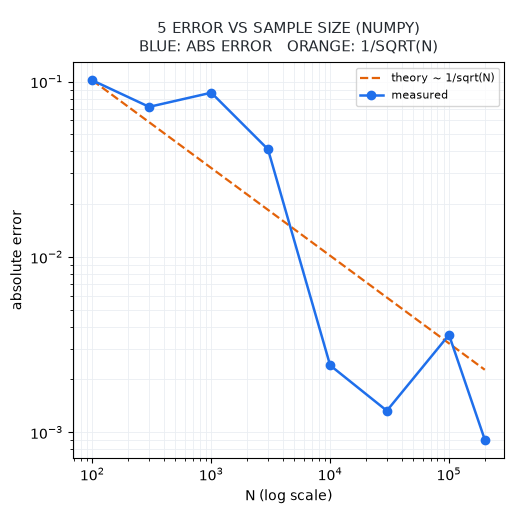 5 ERROR VS SAMPLE SIZE (NUMPY)
BLUE: ABS ERROR   ORANGE: 1/SQRT(N)
theory ~ 1/sqrt(N)
measured
absolute error
10⁻¹
10⁻²
10⁻³
10² 10³ 10⁴ 10⁵
N (log scale)